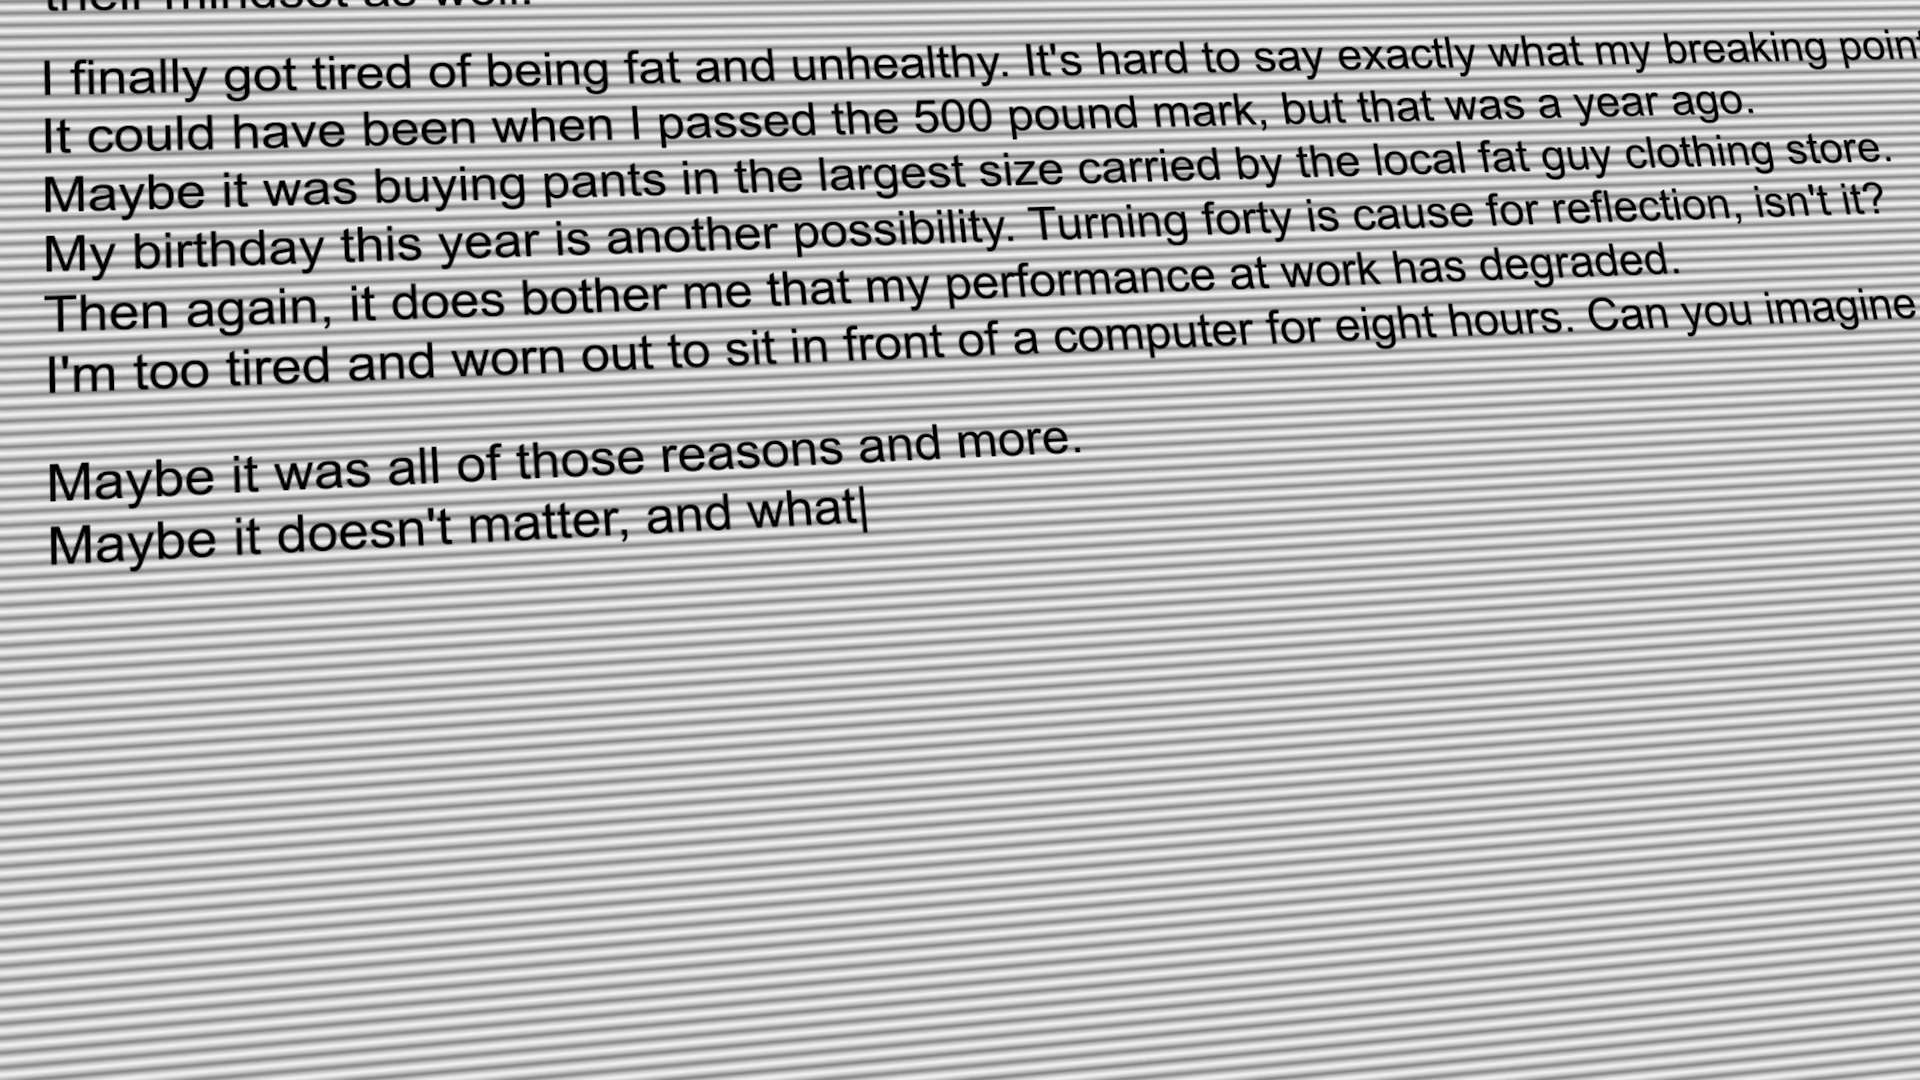 their mindset as well.
I finally got tired of being fat and unhealthy. It's hard to say exactly what my breaking point
It could have been when I passed the 500 pound mark, but that was a year ago.
Maybe it was buying pants in the largest size carried by the local fat guy clothing store.
My birthday this year is another possibility. Turning forty is cause for reflection, isn't it?
Then again, it does bother me that my performance at work has degraded.
I'm too tired and worn out to sit in front of a computer for eight hours. Can you imagine
Maybe it was all of those reasons and more.
Maybe it doesn't matter, and what